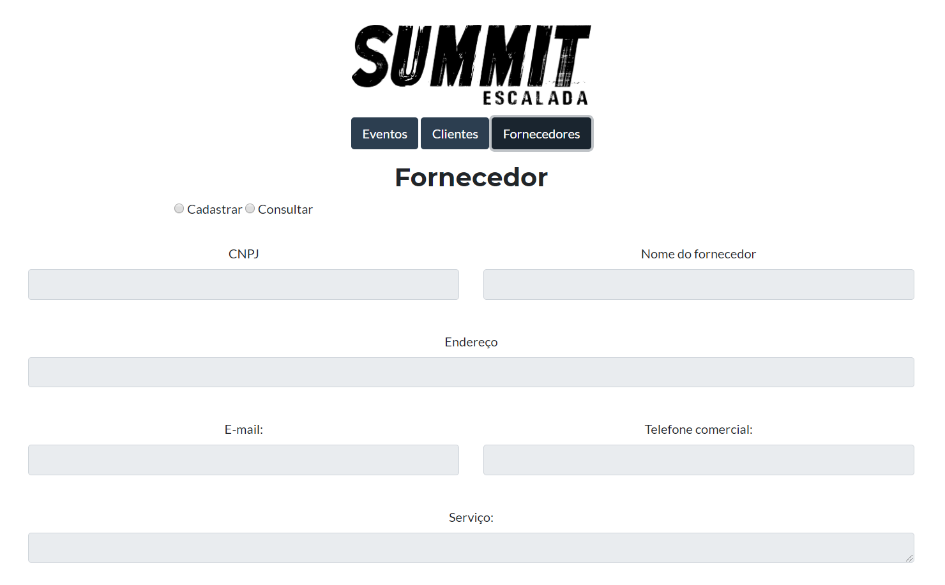 SUMMIT
ESCALADA
Eventos Clientes Fornecedores
Fornecedor
Cadastrar Consultar
CNPJ Nome do fornecedor
Endereço
E-mail: Telefone comercial:
Serviço: